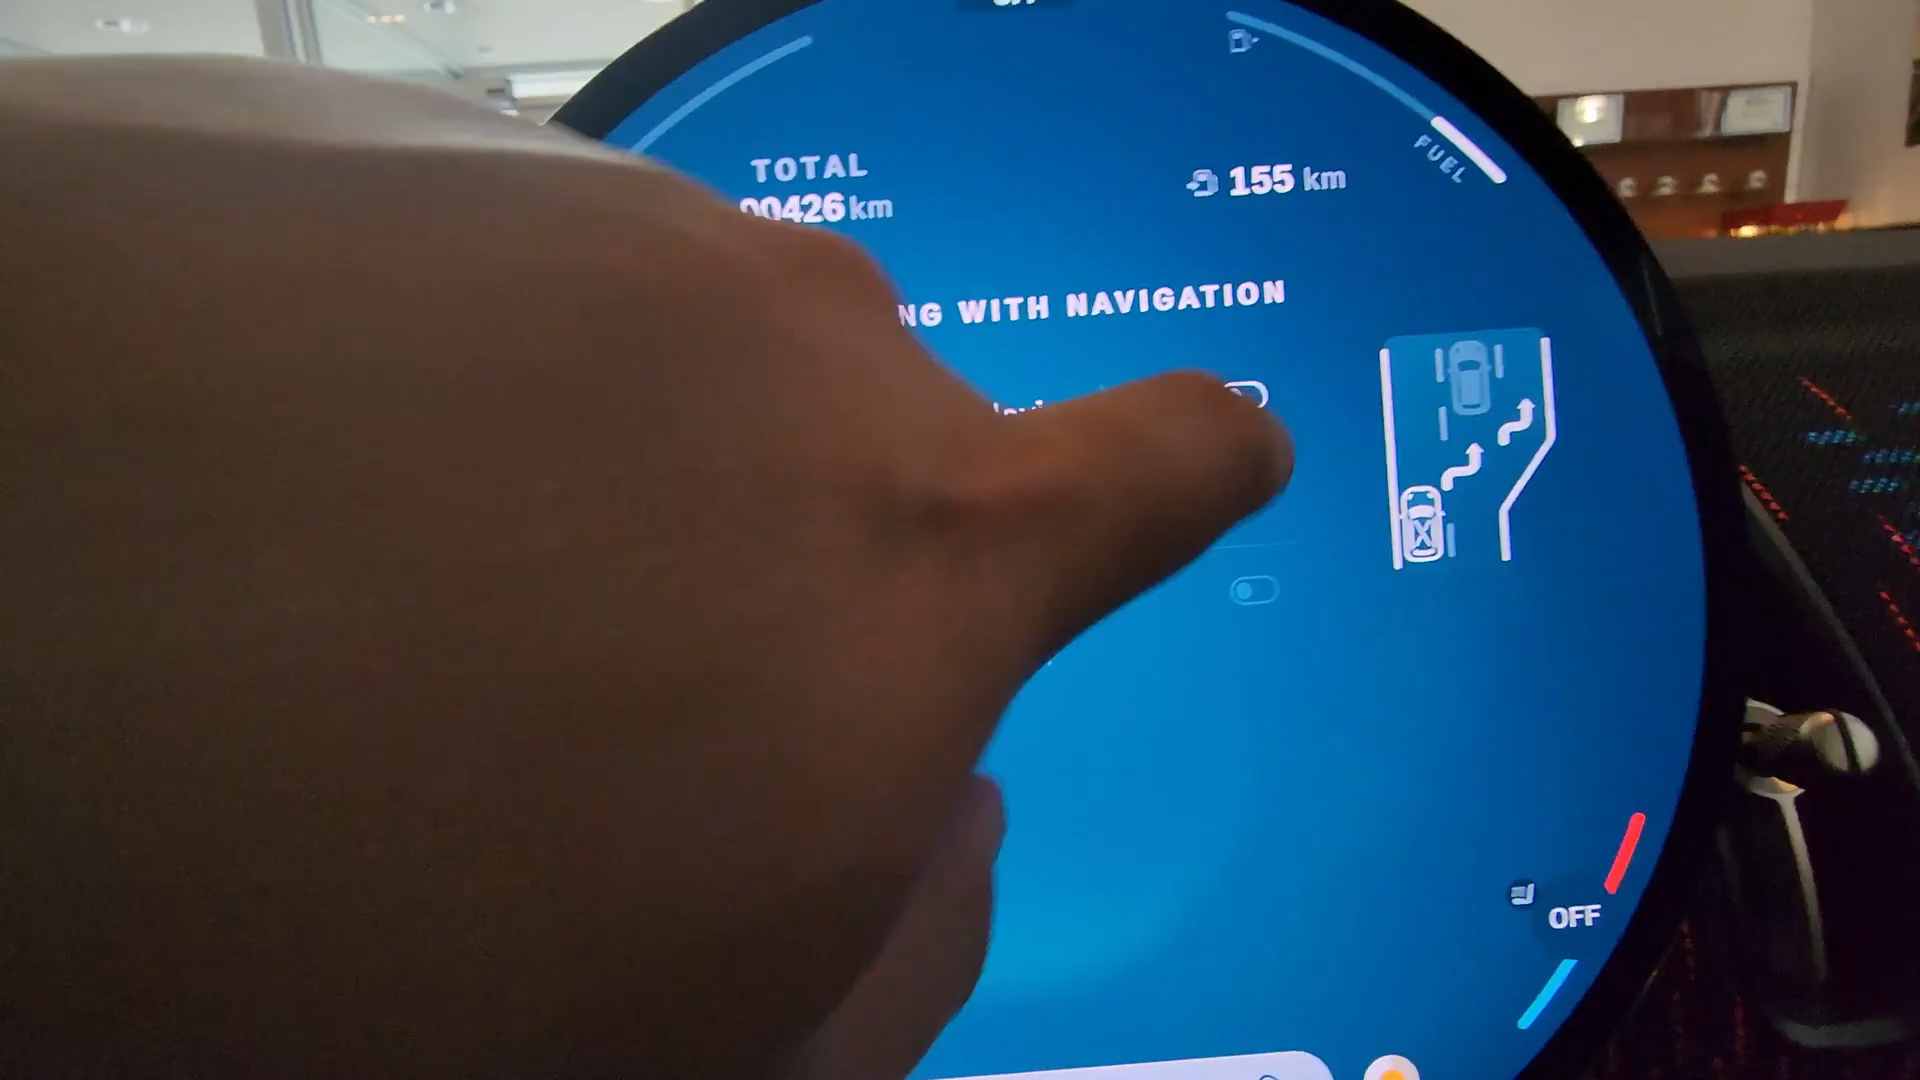 TOTAL
00426 km
155 km
FUEL
NG WITH NAVIGATION
OFF